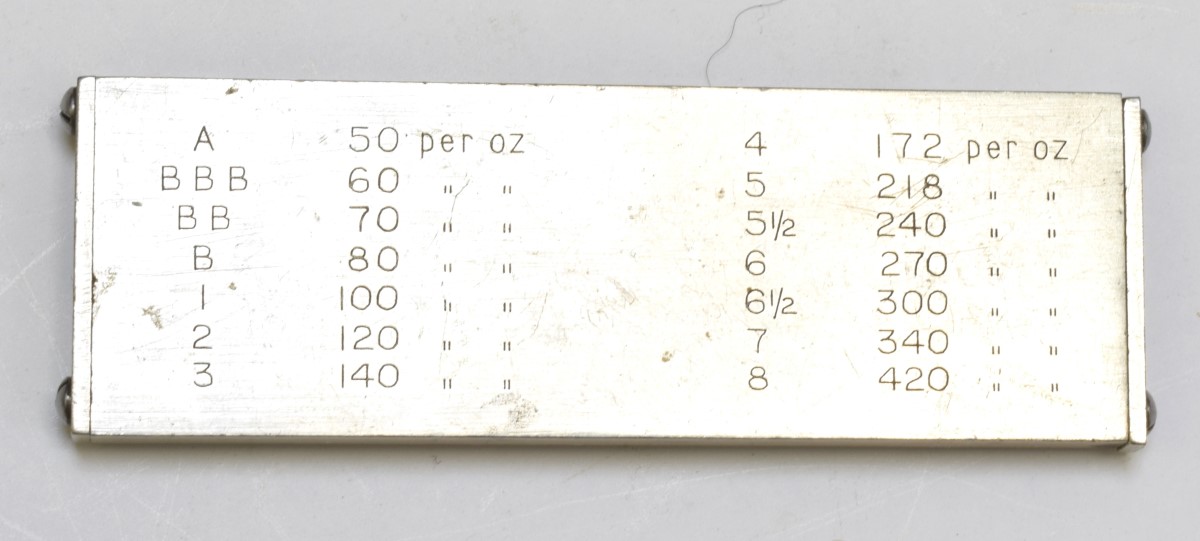 A 50 per oz 4 172 per oz
BBB 60 " " 5 218 " "
BB 70 " " 5½ 240 " "
B 80 " " 6 270 " "
1 100 " " 6½ 300 " "
2 120 " " 7 340 " "
3 140 " " 8 420 " "